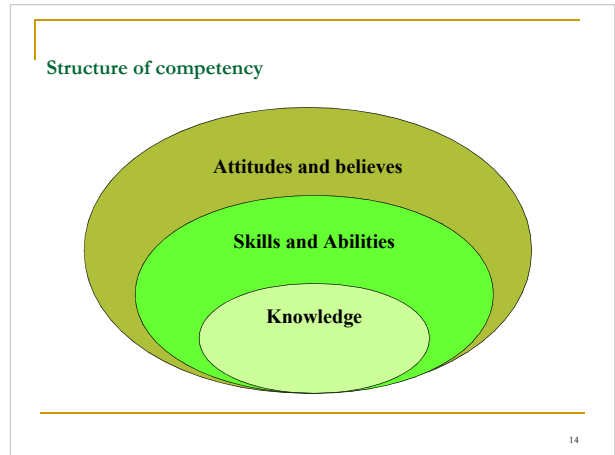 Structure of competency
Attitudes and believes
Skills and Abilities
Knowledge
14